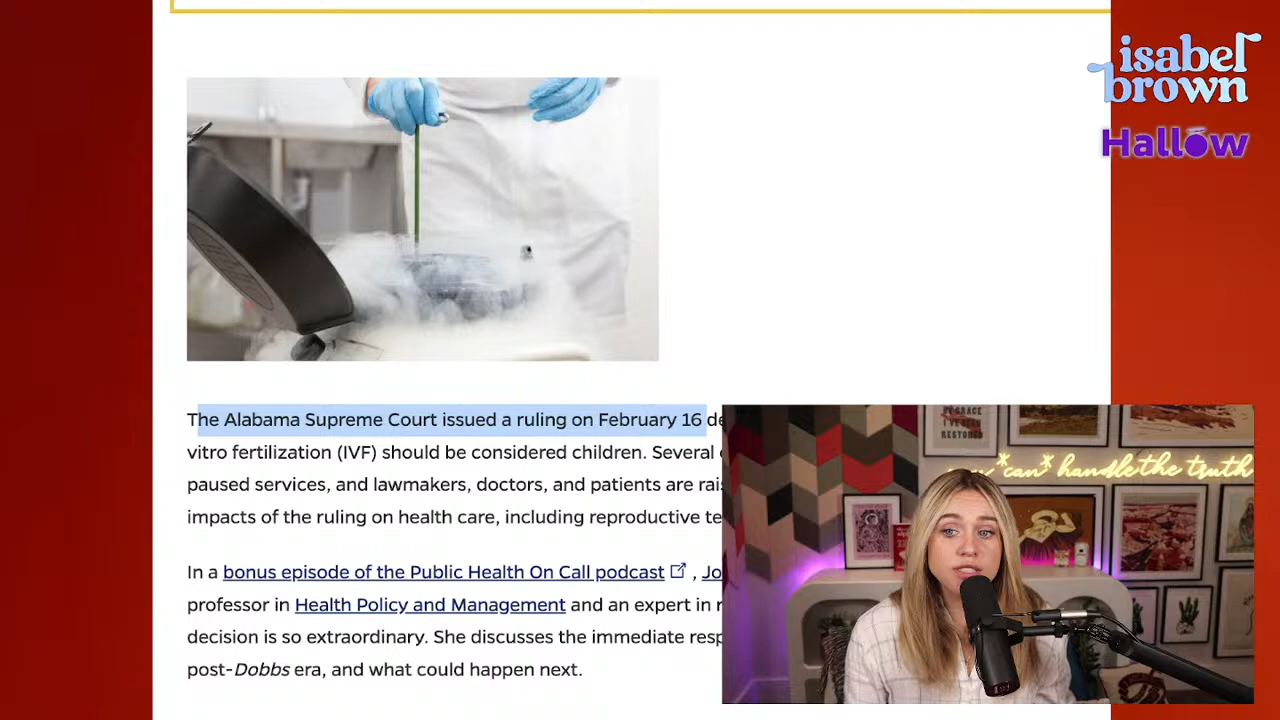 isabel
brown
Hallow
The Alabama Supreme Court issued a ruling on February 16
vitro fertilization (IVF) should be considered children. Several
paused services, and lawmakers, doctors, and patients are
impacts of the ruling on health care, including reproductive
In a bonus episode of the Public Health On Call podcast ,
professor in Health Policy and Management and an expert in
decision is so extraordinary. She discusses the immediate
post-Dobbs era, and what could happen next.
*can* handle the truth
GRACE
I'VE BEEN
RESTORED